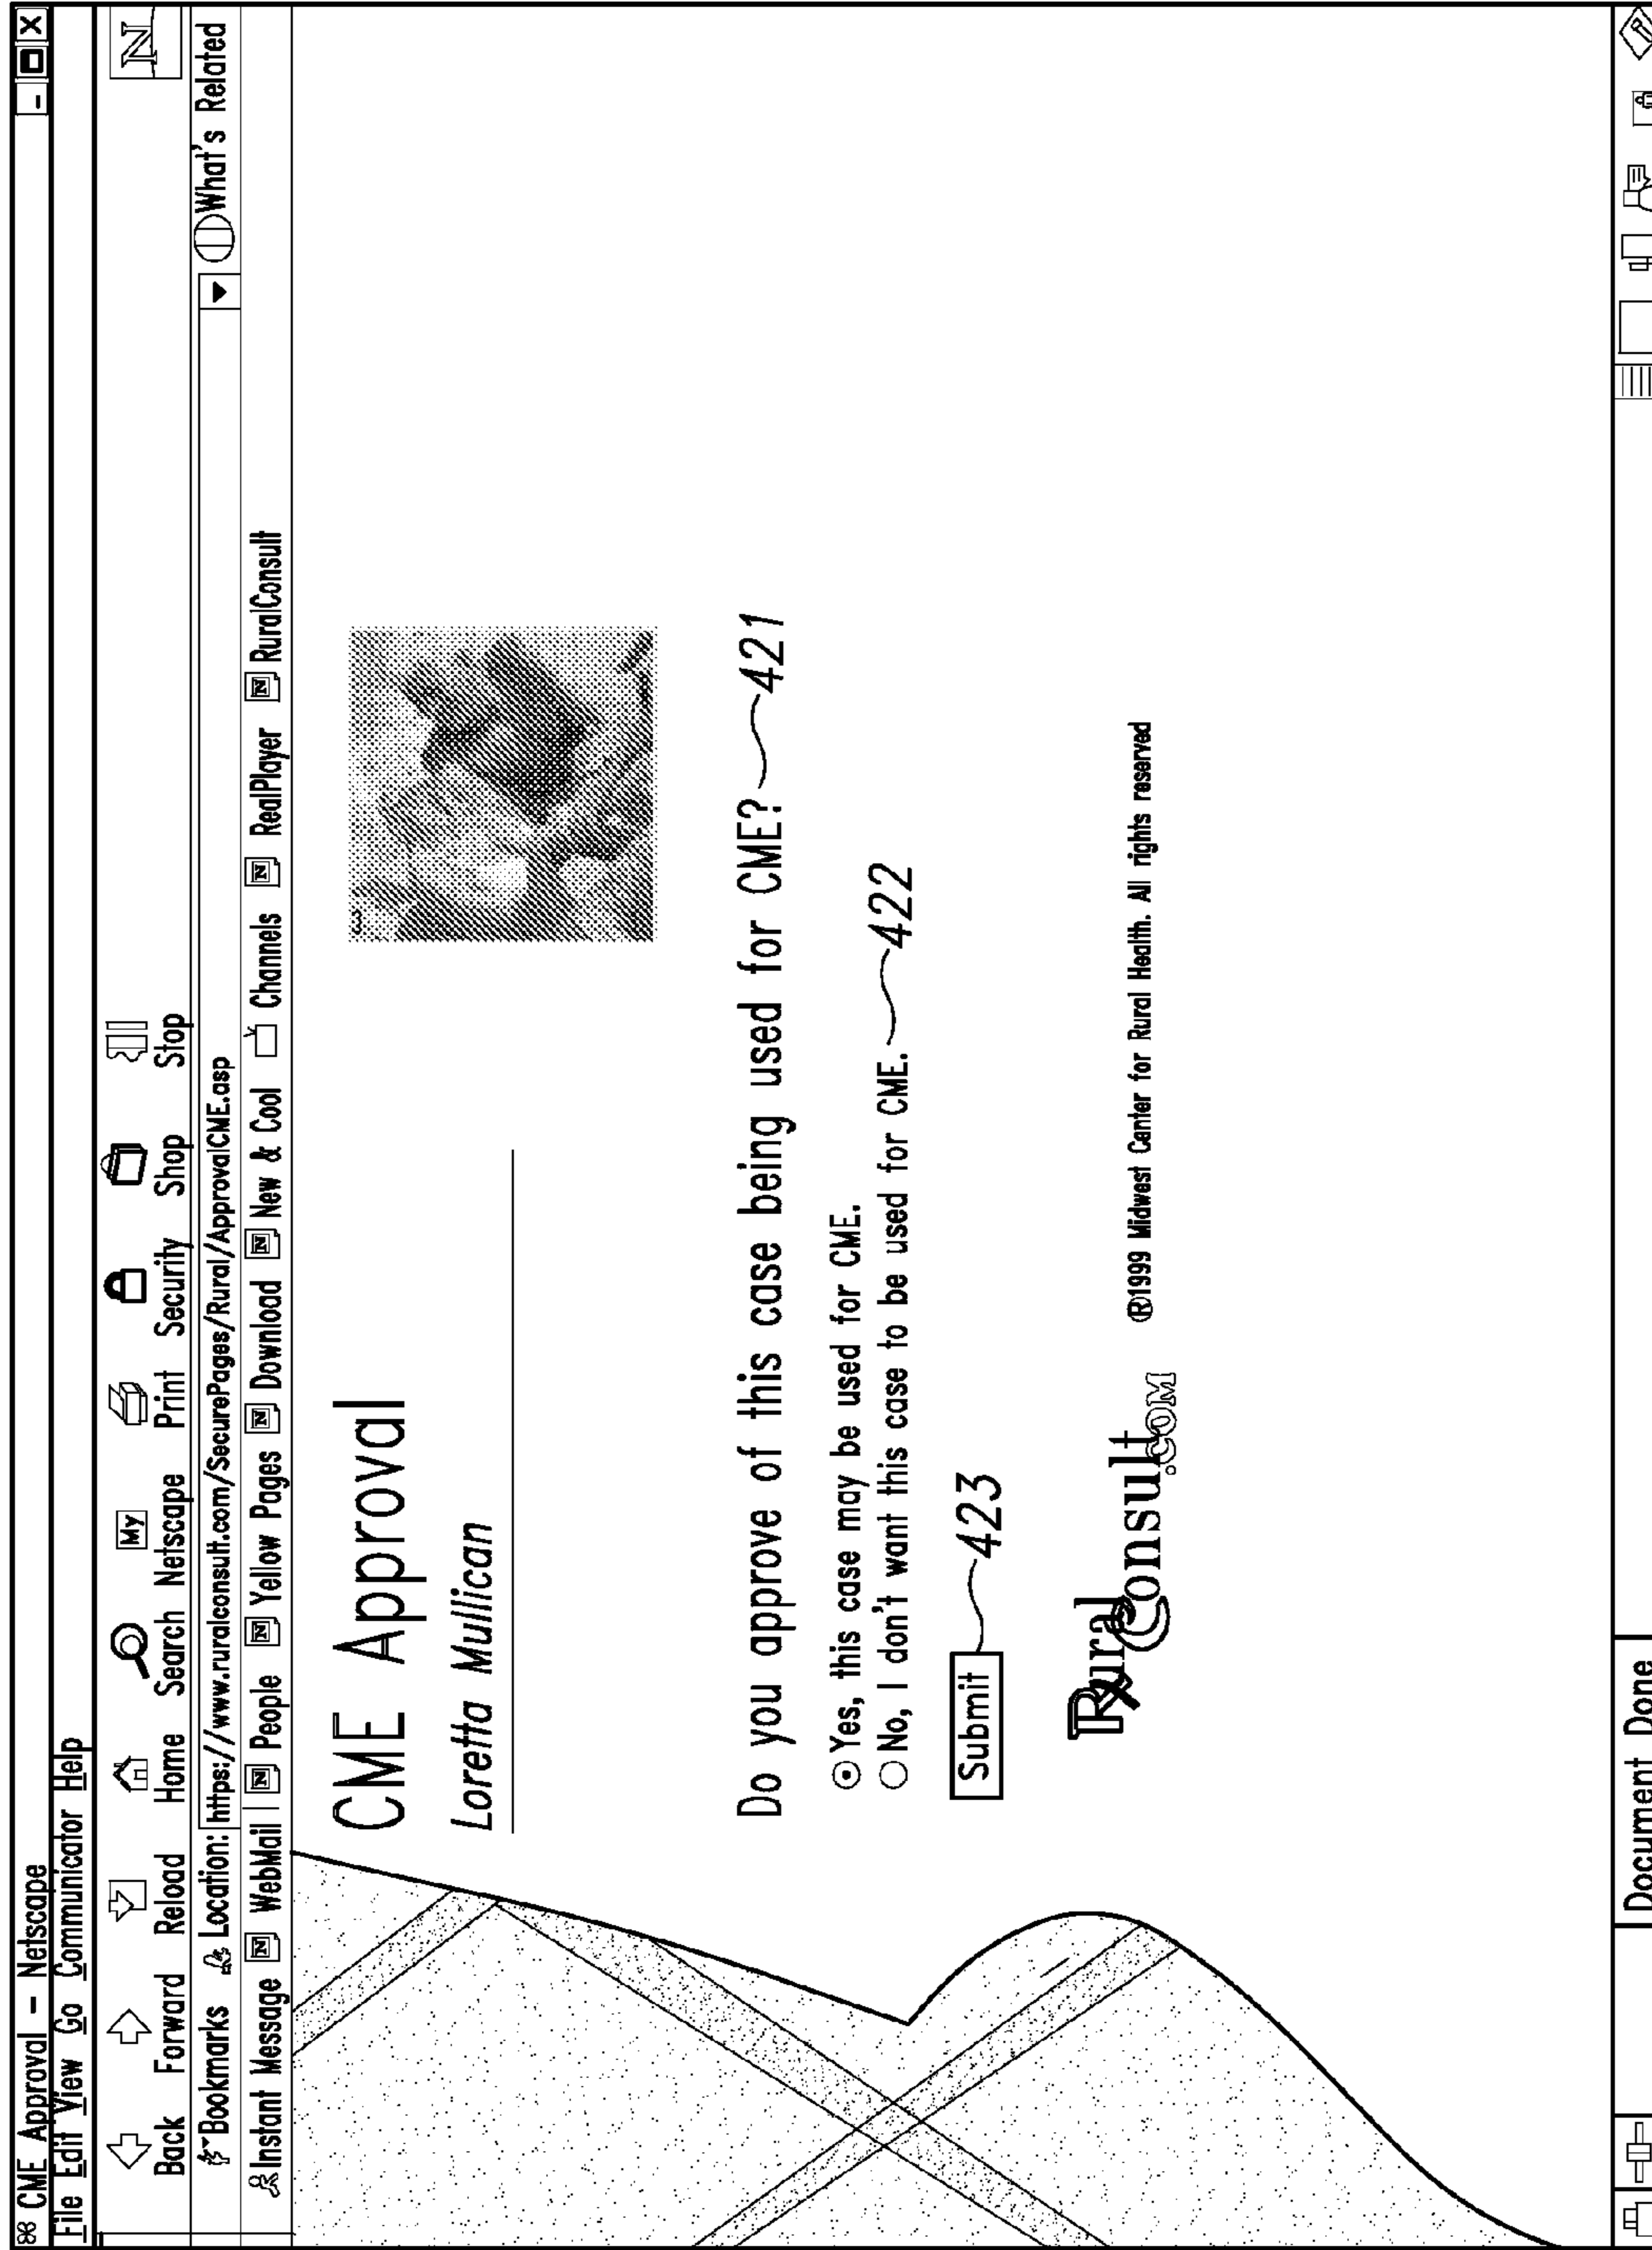 CME Approval - Netscape
File Edit View Go Communicator Help
Back Forward Reload Home Search Netscape Print Security Shop Stop
My
N
Bookmarks Location: https://www.ruralconsult.com/SecurePages/Rural/ApprovalCME.asp What's Related
Instant Message WebMail People Yellow Pages Download New & Cool Channels RealPlayer RuralConsult
CME Approval
Loretta Mullican
3
Do you approve of this case being used for CME? 421
Yes, this case may be used for CME.
No, I don't want this case to be used for CME. 422
Submit 423
Rural Consult.COM ®1999 Midwest Canter for Rural Health. All rights reserved
Document Done